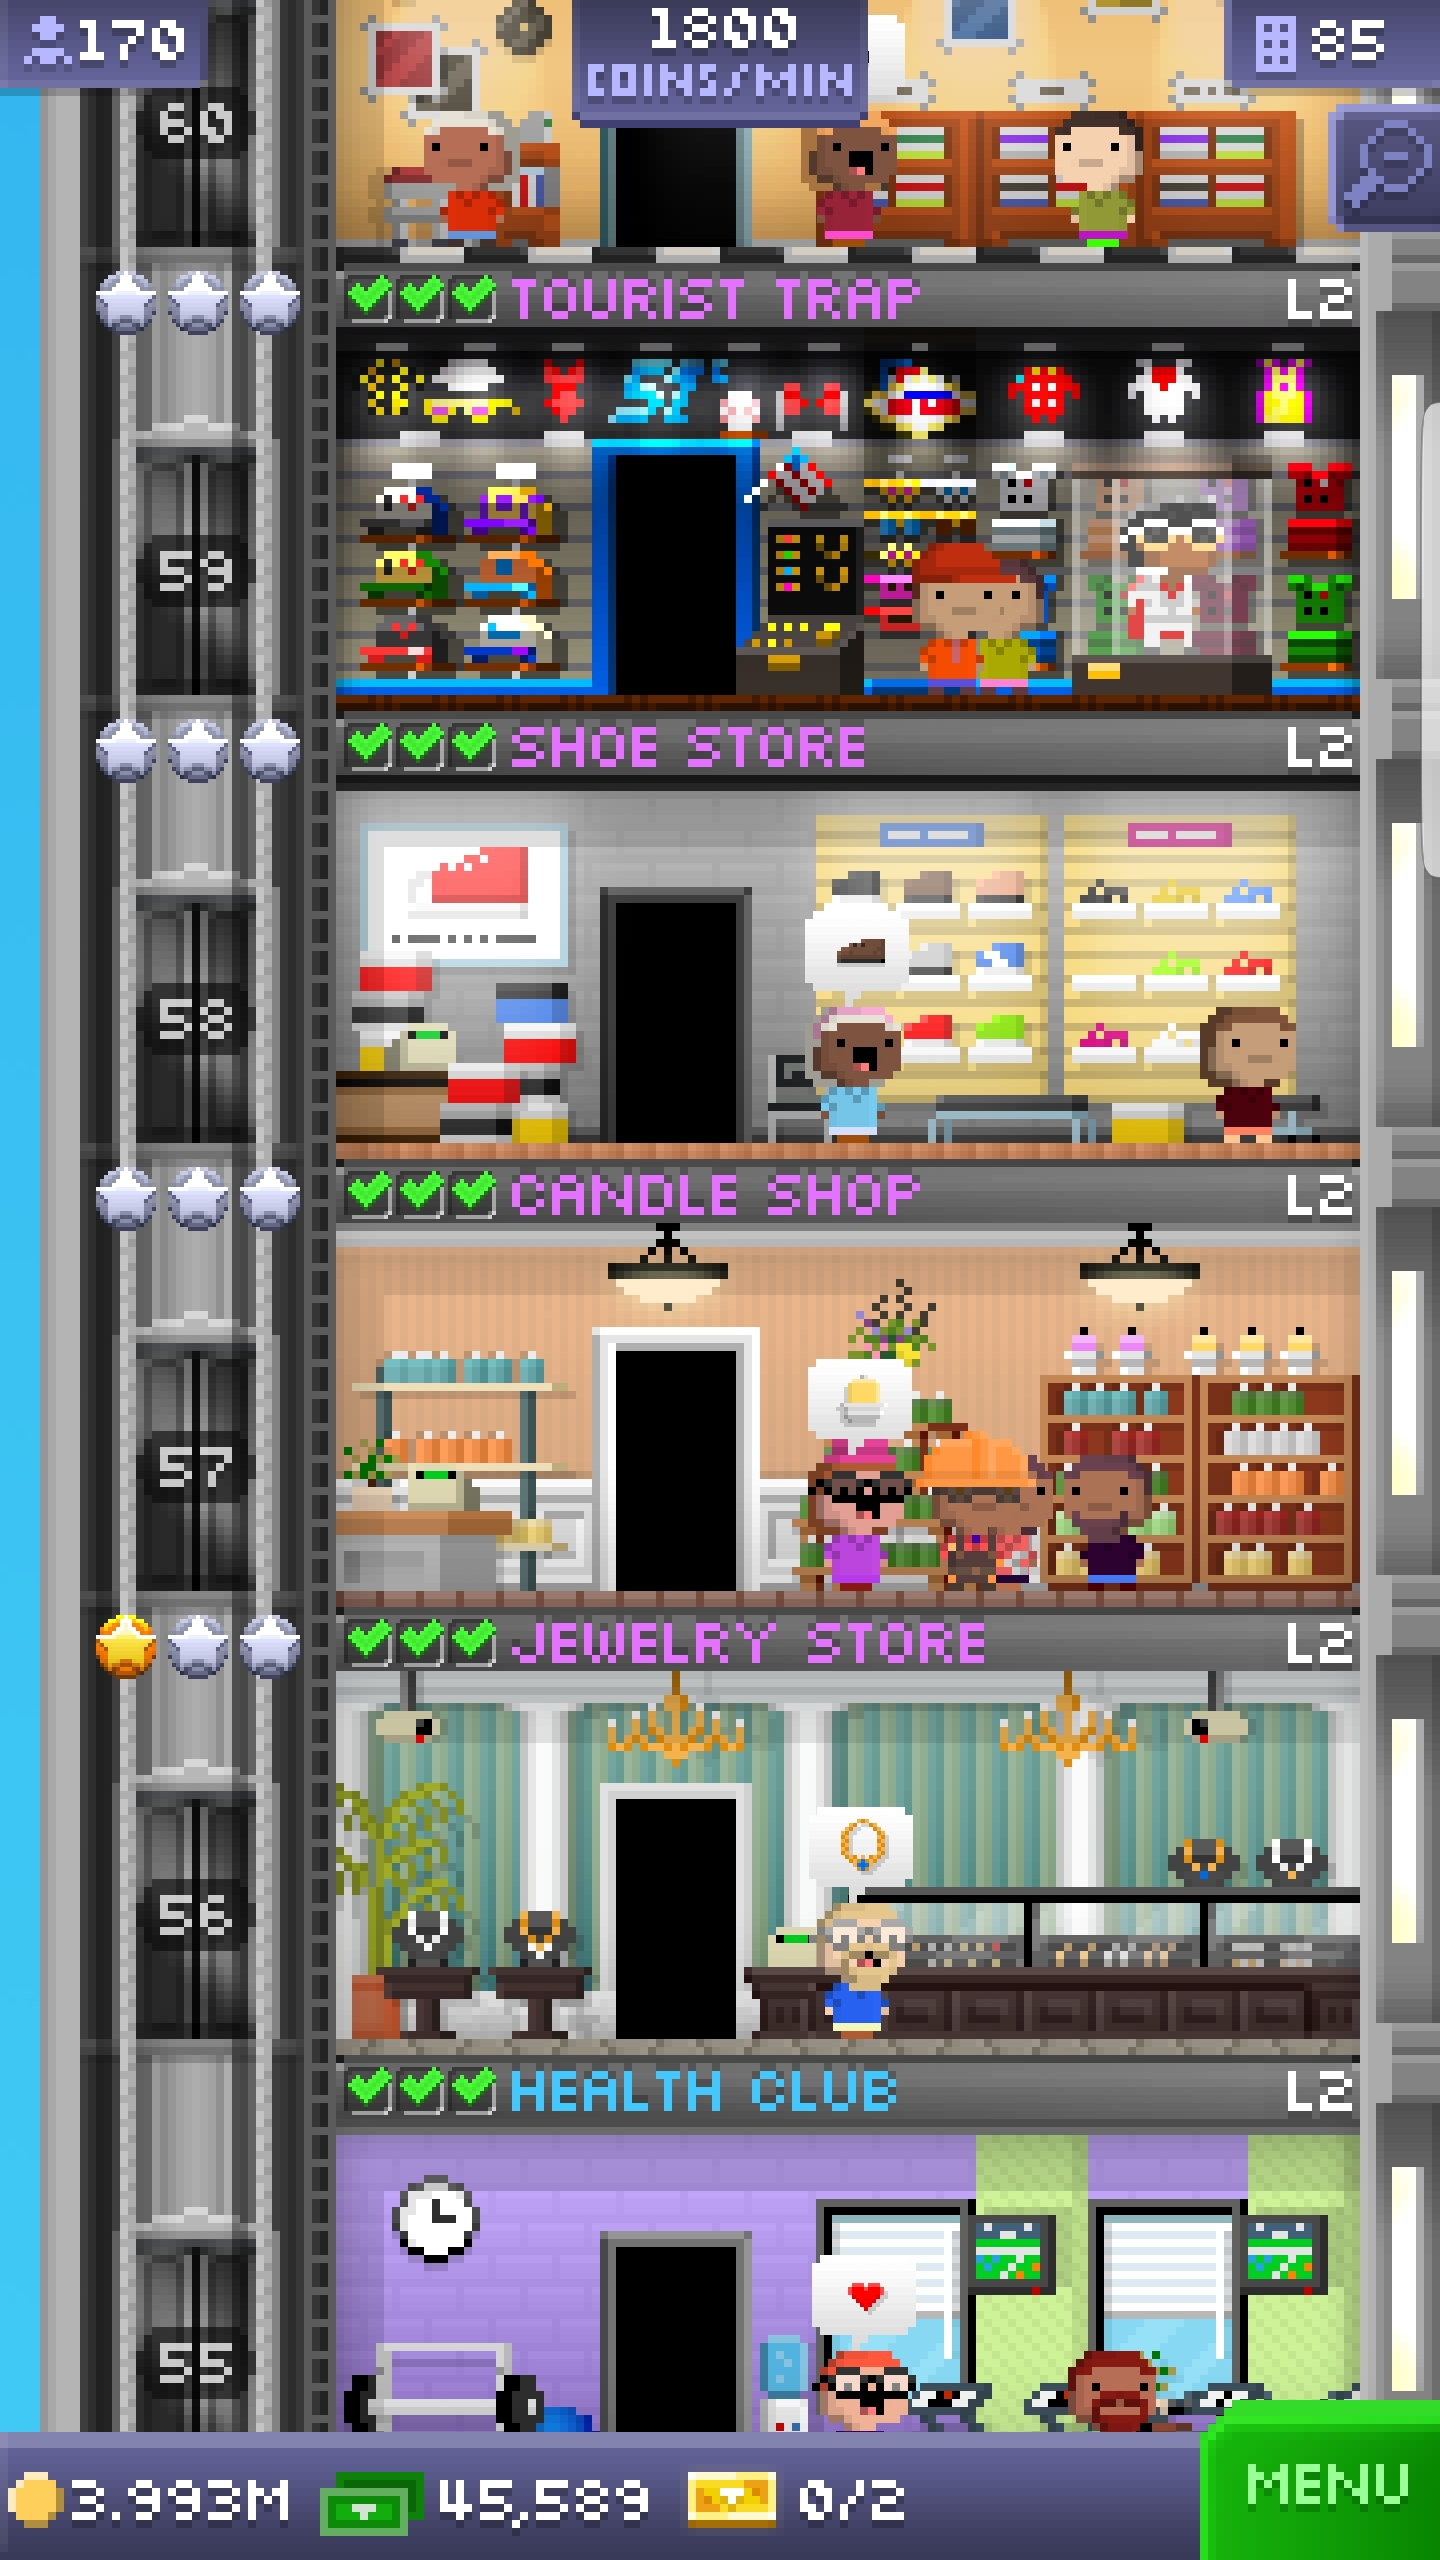 170
1800
COINS/MIN
85
60
TOURIST TRAP L2
59
SHOE STORE L2
58
CANDLE SHOP L2
57
JEWELRY STORE L2
56
HEALTH CLUB L2
55
3.993M 45,589 0/2 MENU